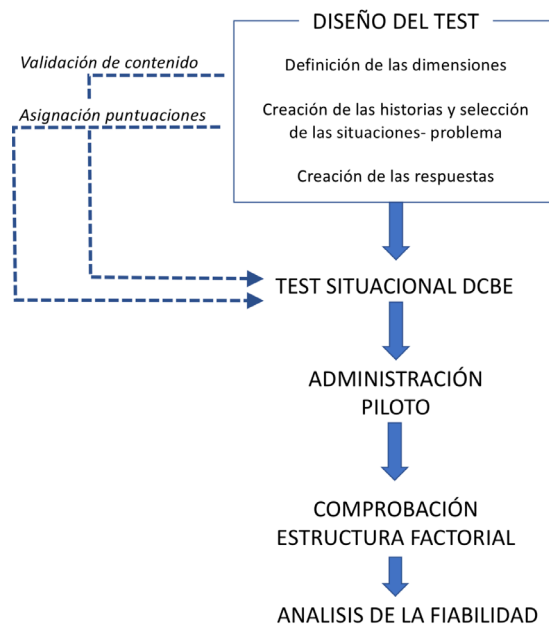 DISEÑO DEL TEST
Validación de contenido
Definición de las dimensiones
Asignación puntuaciones
Creación de las historias y selección
de las situaciones- problema
Creación de las respuestas
TEST SITUACIONAL DCBE
ADMINISTRACIÓN
PILOTO
COMPROBACIÓN
ESTRUCTURA FACTORIAL
ANALISIS DE LA FIABILIDAD